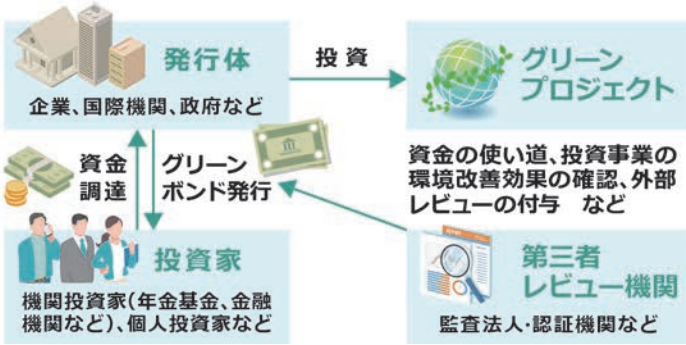 発行体
企業、国際機関、政府など
投資
グリーン
プロジェクト
資金
調達
グリーン
ボンド発行
資金の使い道、投資事業の
環境改善効果の確認、外部
レビューの付与 など
投資家
機関投資家(年金基金、金融
機関など)、個人投資家など
第三者
レビュー機関
監査法人・認証機関など